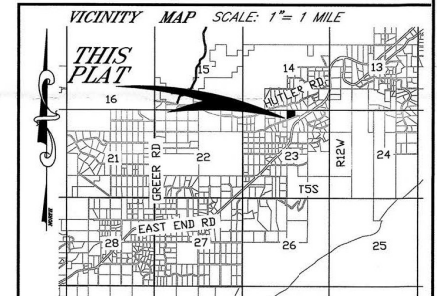 VICINITY MAP SCALE: 1"= 1 MILE
THIS
PLAT
15
14
13
HUTLER RD
16
21
GREER RD
22
23
R12W
24
T5S
EAST END RD
28
27
26
25
NORTH